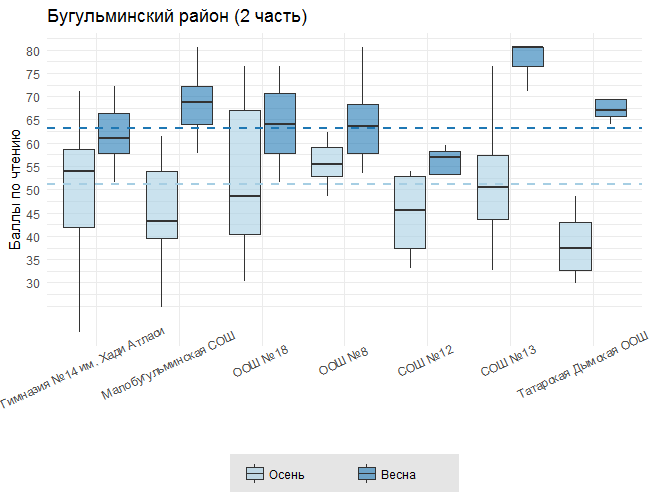 Бугульминский район (2 часть)
Баллы по чтению
80
75
70
65
60
55
50
45
40
35
30
Гимназия №14 им. Хади Атласи
Малобугульминская СОШ
ООШ №18
ООШ №8
СОШ №12
СОШ №13
Татарская Дымская ООШ
Осень
Весна